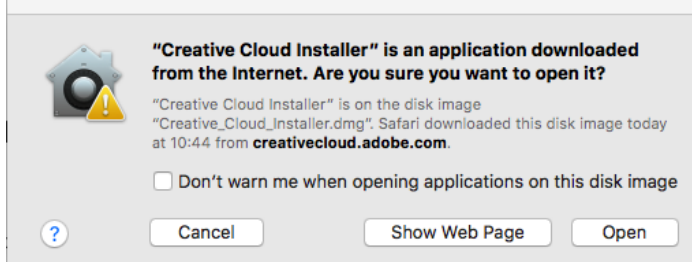 “Creative Cloud Installer” is an application downloaded
from the Internet. Are you sure you want to open it?
“Creative Cloud Installer” is on the disk image
“Creative_Cloud_Installer.dmg”. Safari downloaded this disk image today
at 10:44 from creativecloud.adobe.com.
Don’t warn me when opening applications on this disk image
? Cancel Show Web Page Open